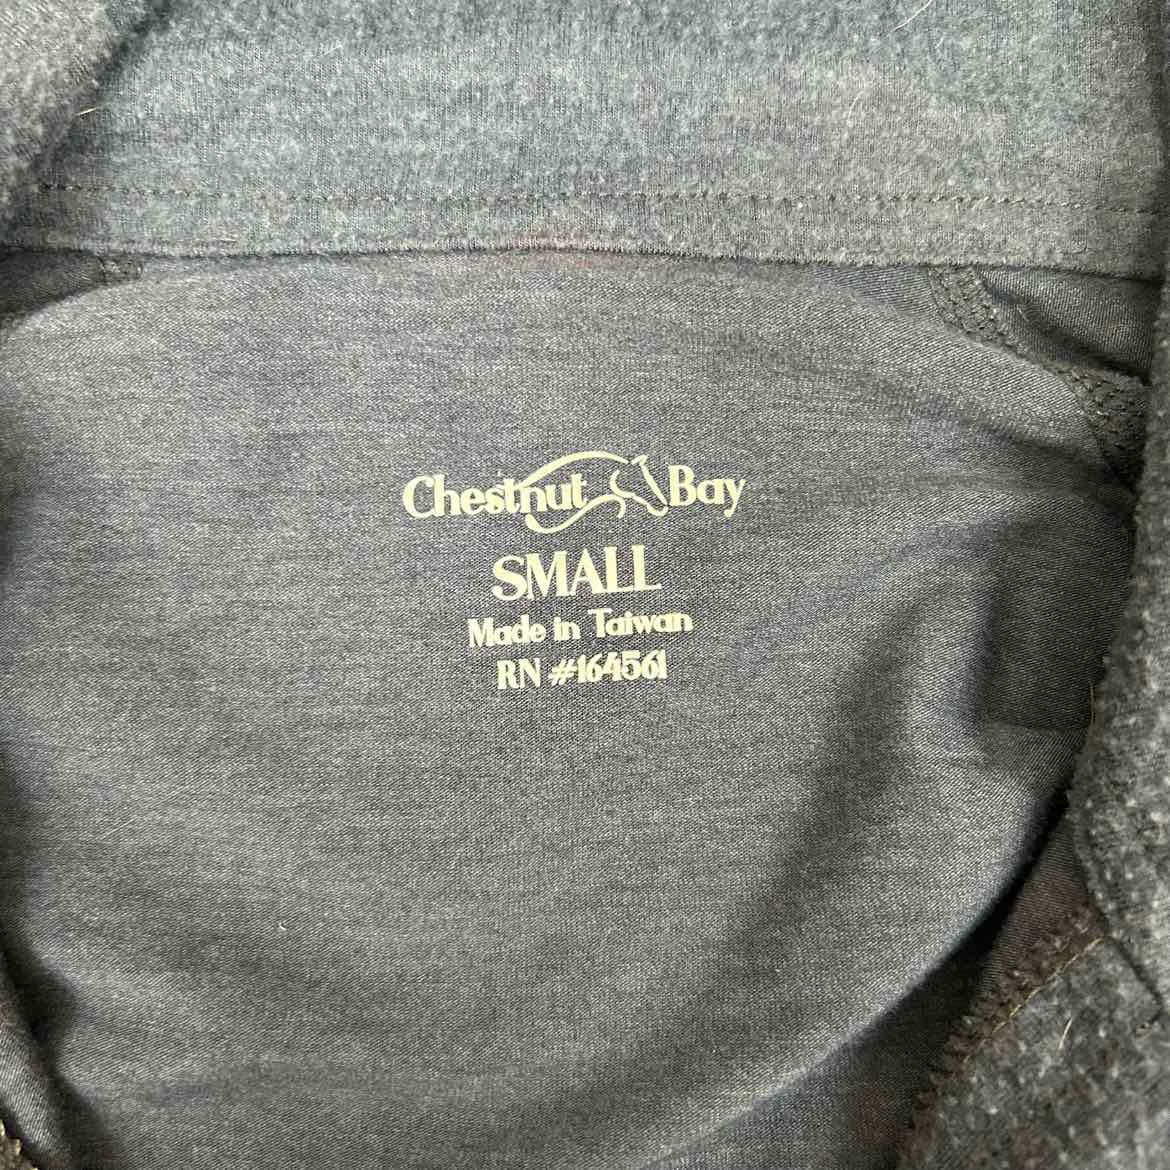 Chestnut Bay
SMALL
Made in Taiwan
RN #164561